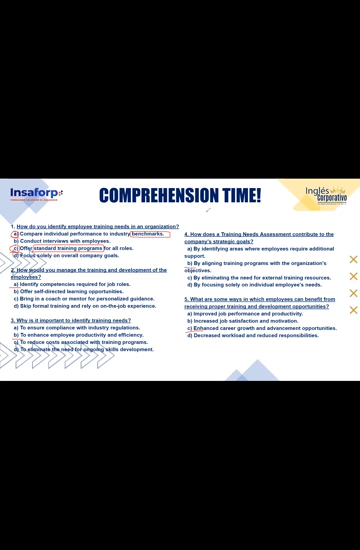 Insaforp
COMPREHENSION TIME!
Inglés
Corporativo
1. How do you identify employee training needs in an organization?
a) Compare individual performance to industry benchmarks.
b) Conduct interviews with employees.
c) Offer standard training programs for all roles.
d) Focus solely on overall company goals.
2. How would you manage the training and development of the
employees?
a) Identify competencies required for job roles.
b) Offer self-directed learning opportunities.
c) Bring in a coach or mentor for personalized guidance.
d) Skip formal training and rely on on-the-job experience.
3. Why is it important to identify training needs?
a) To ensure compliance with industry regulations.
b) To enhance employee productivity and efficiency.
c) To reduce costs associated with training programs.
d) To eliminate the need for ongoing skills development.
4. How does a Training Needs Assessment contribute to the
company's strategic goals?
a) By identifying areas where employees require additional
support.
b) By aligning training programs with the organization's
objectives.
c) By eliminating the need for external training resources.
d) By focusing solely on individual employee's needs.
5. What are some ways in which employees can benefit from
receiving proper training and development opportunities?
a) Improved job performance and productivity.
b) Increased job satisfaction and motivation.
c) Enhanced career growth and advancement opportunities.
d) Decreased workload and reduced responsibilities.